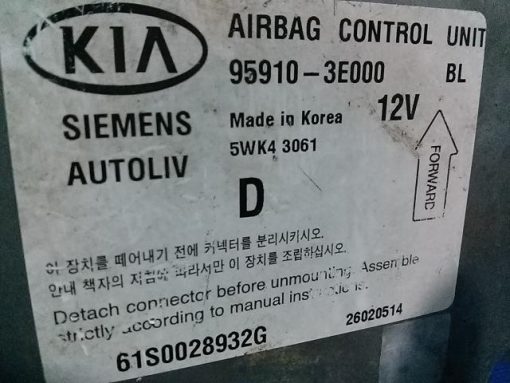 KIA
AIRBAG CONTROL UNIT
95910-3E000 BL
SIEMENS
AUTOLIV
Made in Korea 12V
5WK4 3061
FORWARD
D
이 장치를 떼어내기 전에 커넥터를 분리시키시오.
안내 책자의 지침에 따라서만 이 장치를 조립하십시오.
Detach connector before unmounting. Assemble
strictly according to manual instructions.
26020514
61S0028932G